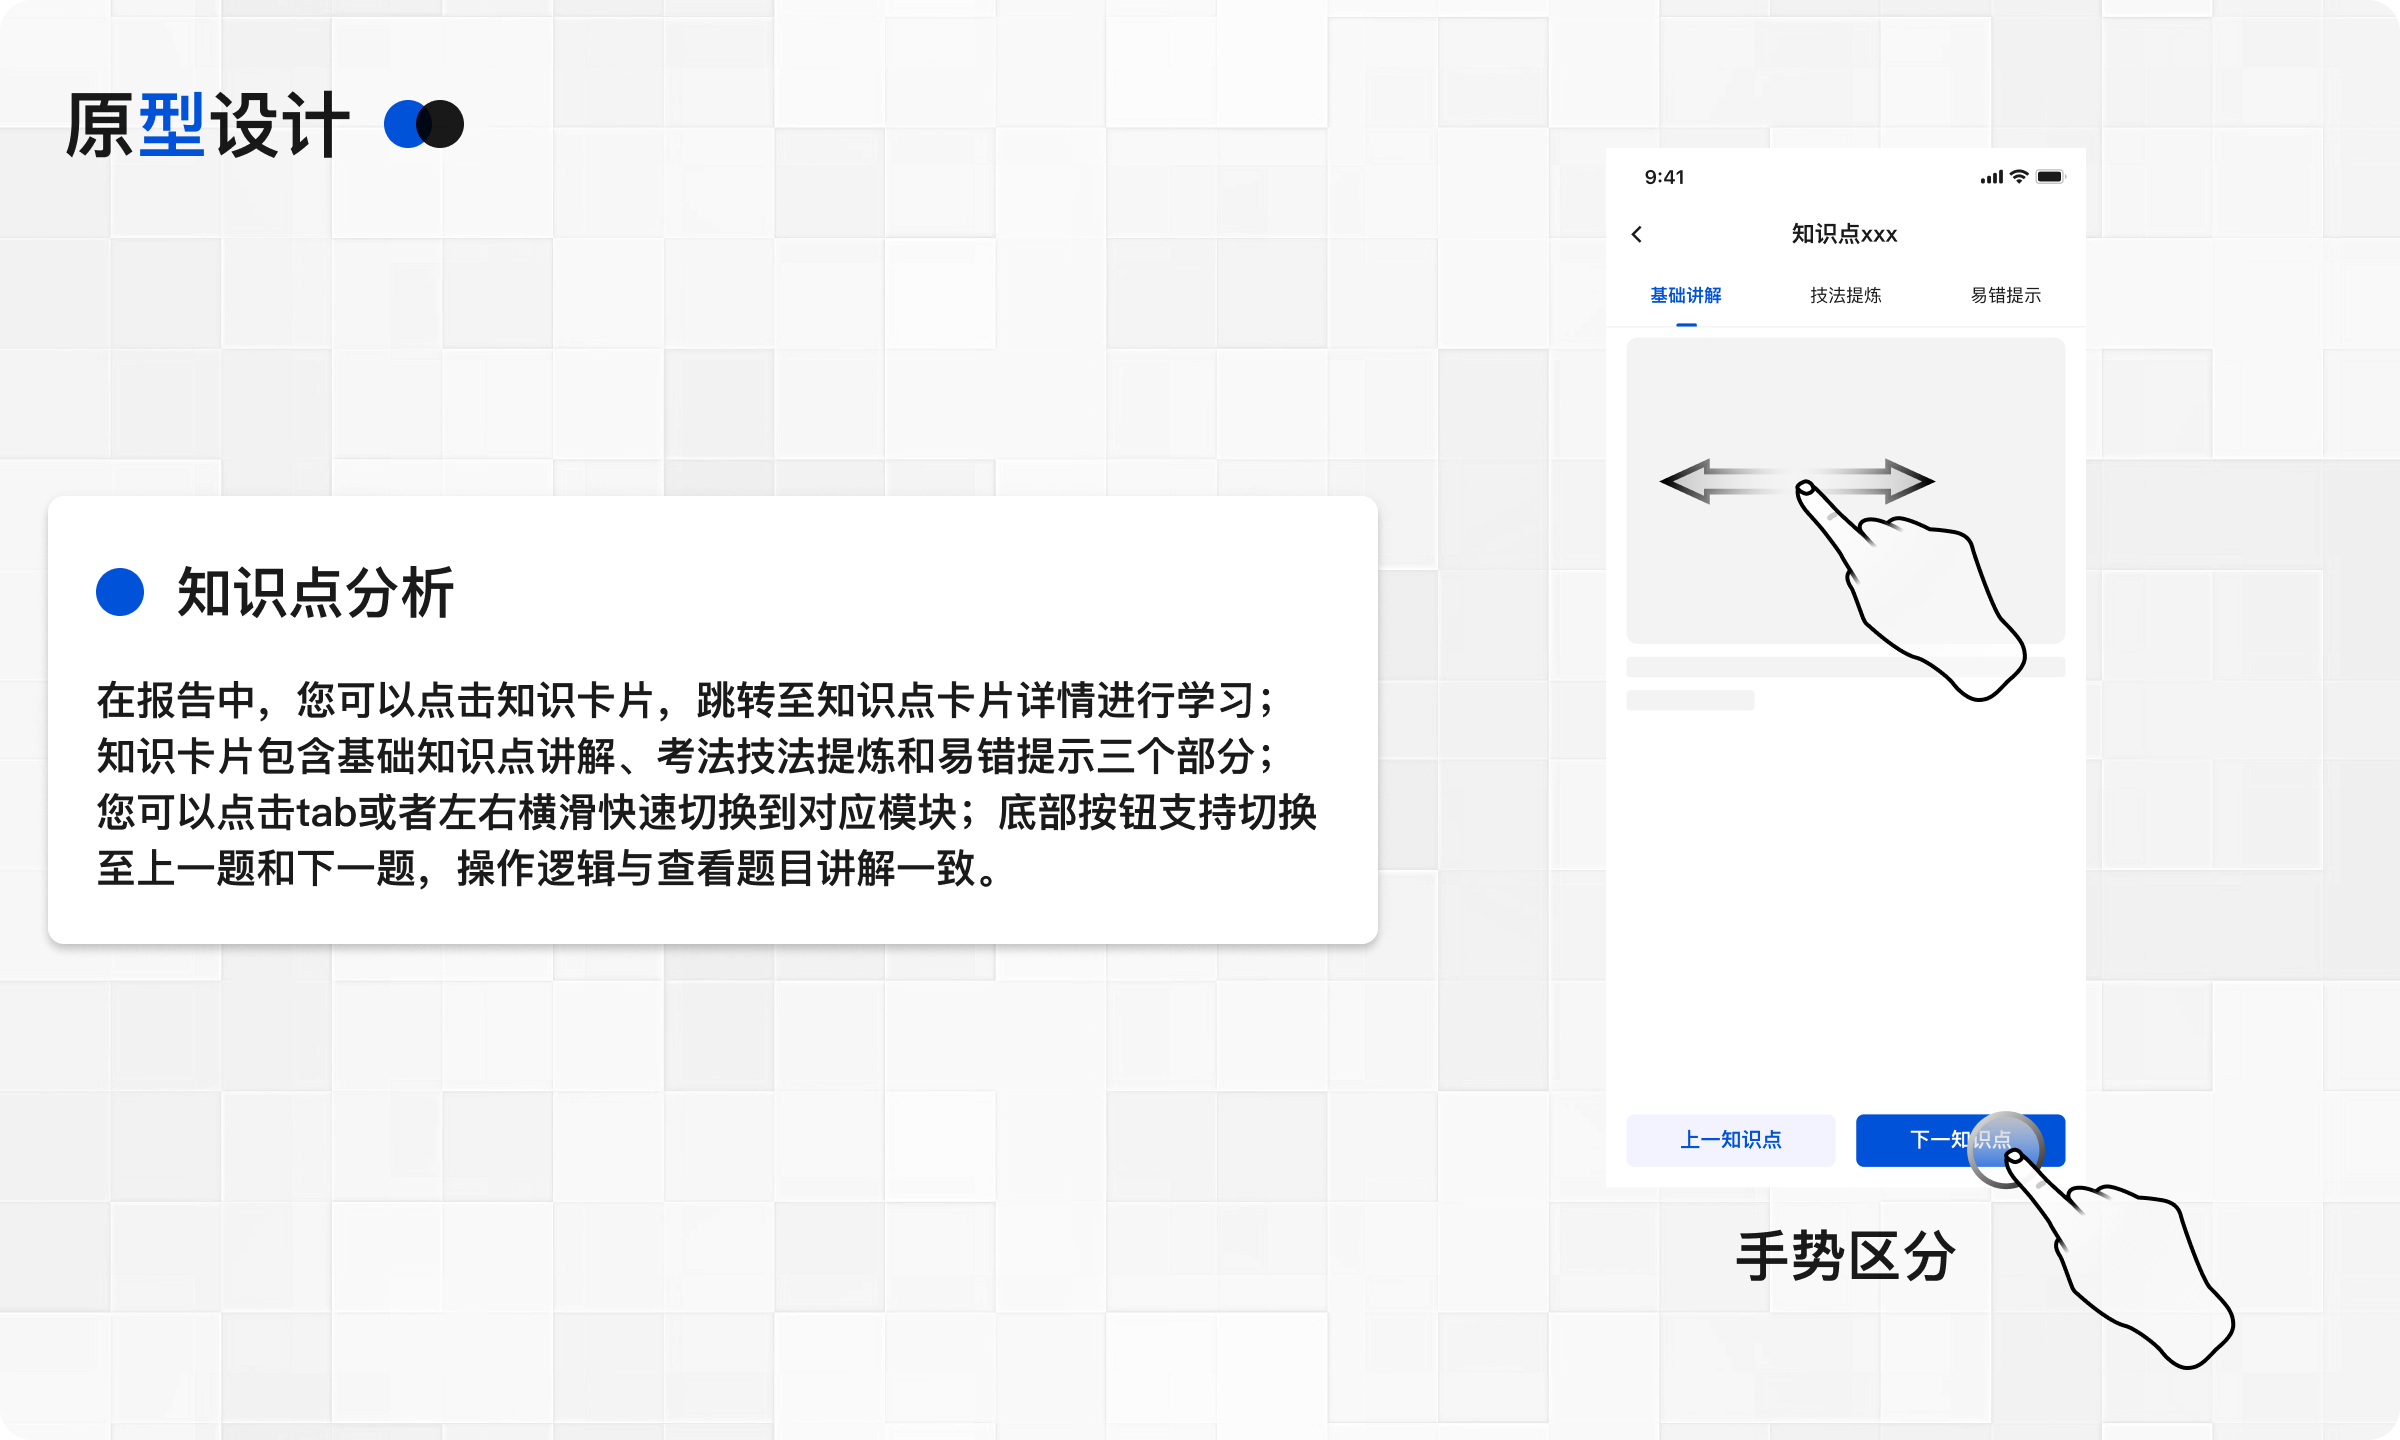 原型设计
知识点分析
在报告中，您可以点击知识卡片，跳转至知识点卡片详情进行学习；
知识卡片包含基础知识点讲解、考法技法提炼和易错提示三个部分；
您可以点击tab或者左右横滑快速切换到对应模块；底部按钮支持切换
至上一题和下一题，操作逻辑与查看题目讲解一致。
9:41
知识点xxx
基础讲解 技法提炼 易错提示
上一知识点 下一知识点
手势区分